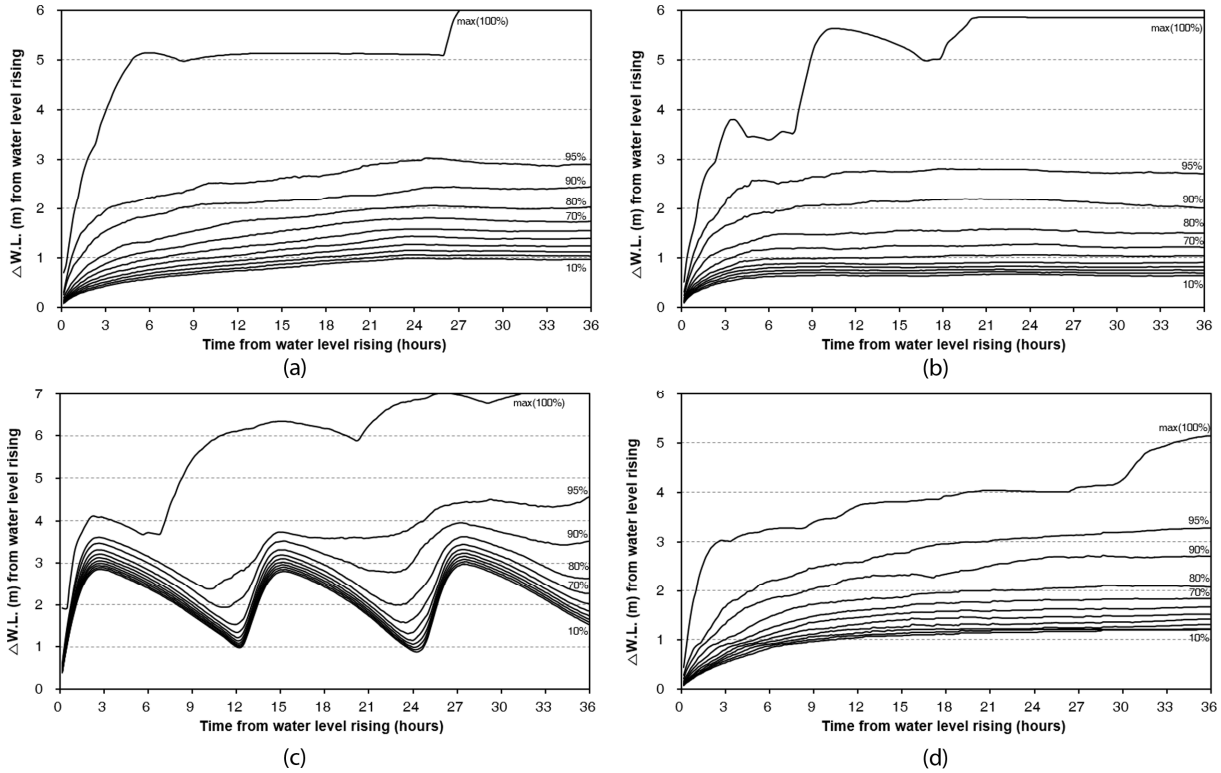 6
5
4
3
2
1
0
△W.L. (m) from water level rising
max(100%)
95%
90%
80%
70%
10%
0 3 6 9 12 15 18 21 24 27 30 33 36
Time from water level rising (hours)
(a)
6
5
4
3
2
1
0
△W.L. (m) from water level rising
max(100%)
95%
90%
80%
70%
10%
0 3 6 9 12 15 18 21 24 27 30 33 36
Time from water level rising (hours)
(b)
7
6
5
4
3
2
1
0
△W.L. (m) from water level rising
max(100%)
95%
90%
80%
70%
10%
0 3 6 9 12 15 18 21 24 27 30 33 36
Time from water level rising (hours)
(c)
6
5
4
3
2
1
0
△W.L. (m) from water level rising
max(100%)
95%
90%
80%
70%
10%
0 3 6 9 12 15 18 21 24 27 30 33 36
Time from water level rising (hours)
(d)